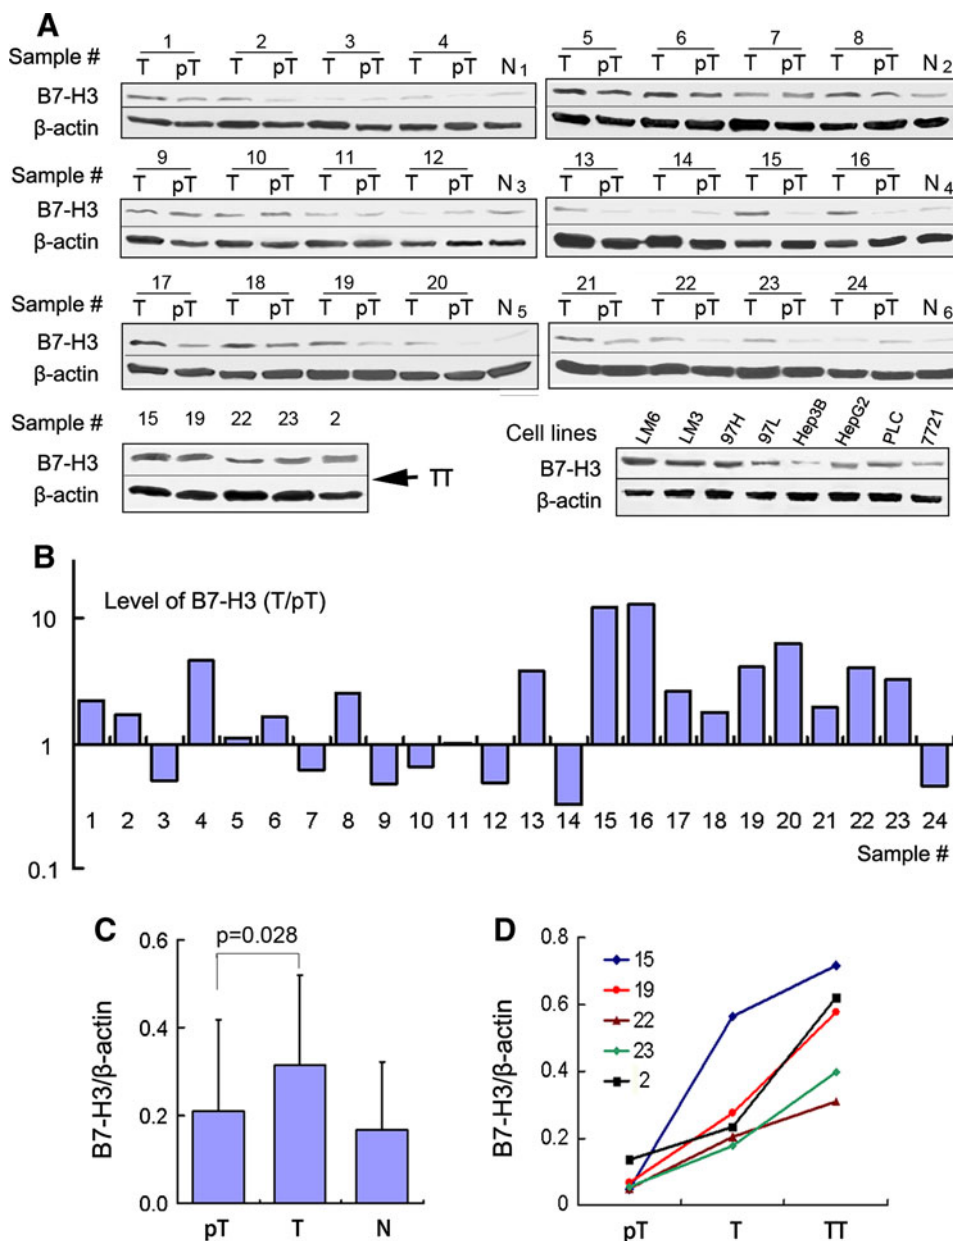 A
Sample # 1 2 3 4 5 6 7 8
T pT T pT T pT T pT N1 T pT T pT T pT T pT N2
B7-H3
β-actin
Sample # 9 10 11 12 13 14 15 16
T pT T pT T pT T pT N3 T pT T pT T pT T pT N4
B7-H3
β-actin
Sample # 17 18 19 20 21 22 23 24
T pT T pT T pT T pT N5 T pT T pT T pT T pT N6
B7-H3
β-actin
Sample # 15 19 22 23 2
B7-H3
β-actin
TT
Cell lines LM6 LM3 97H 97L Hep3B HepG2 PLC 7721
B7-H3
β-actin
B
Level of B7-H3 (T/pT)
10
1
0.1
1 2 3 4 5 6 7 8 9 10 11 12 13 14 15 16 17 18 19 20 21 22 23 24
Sample #
C
p=0.028
B7-H3/β-actin
0.6
0.4
0.2
0.0
pT T N
D
B7-H3/β-actin
0.8
0.6
0.4
0.2
0
15
19
22
23
2
pT T TT